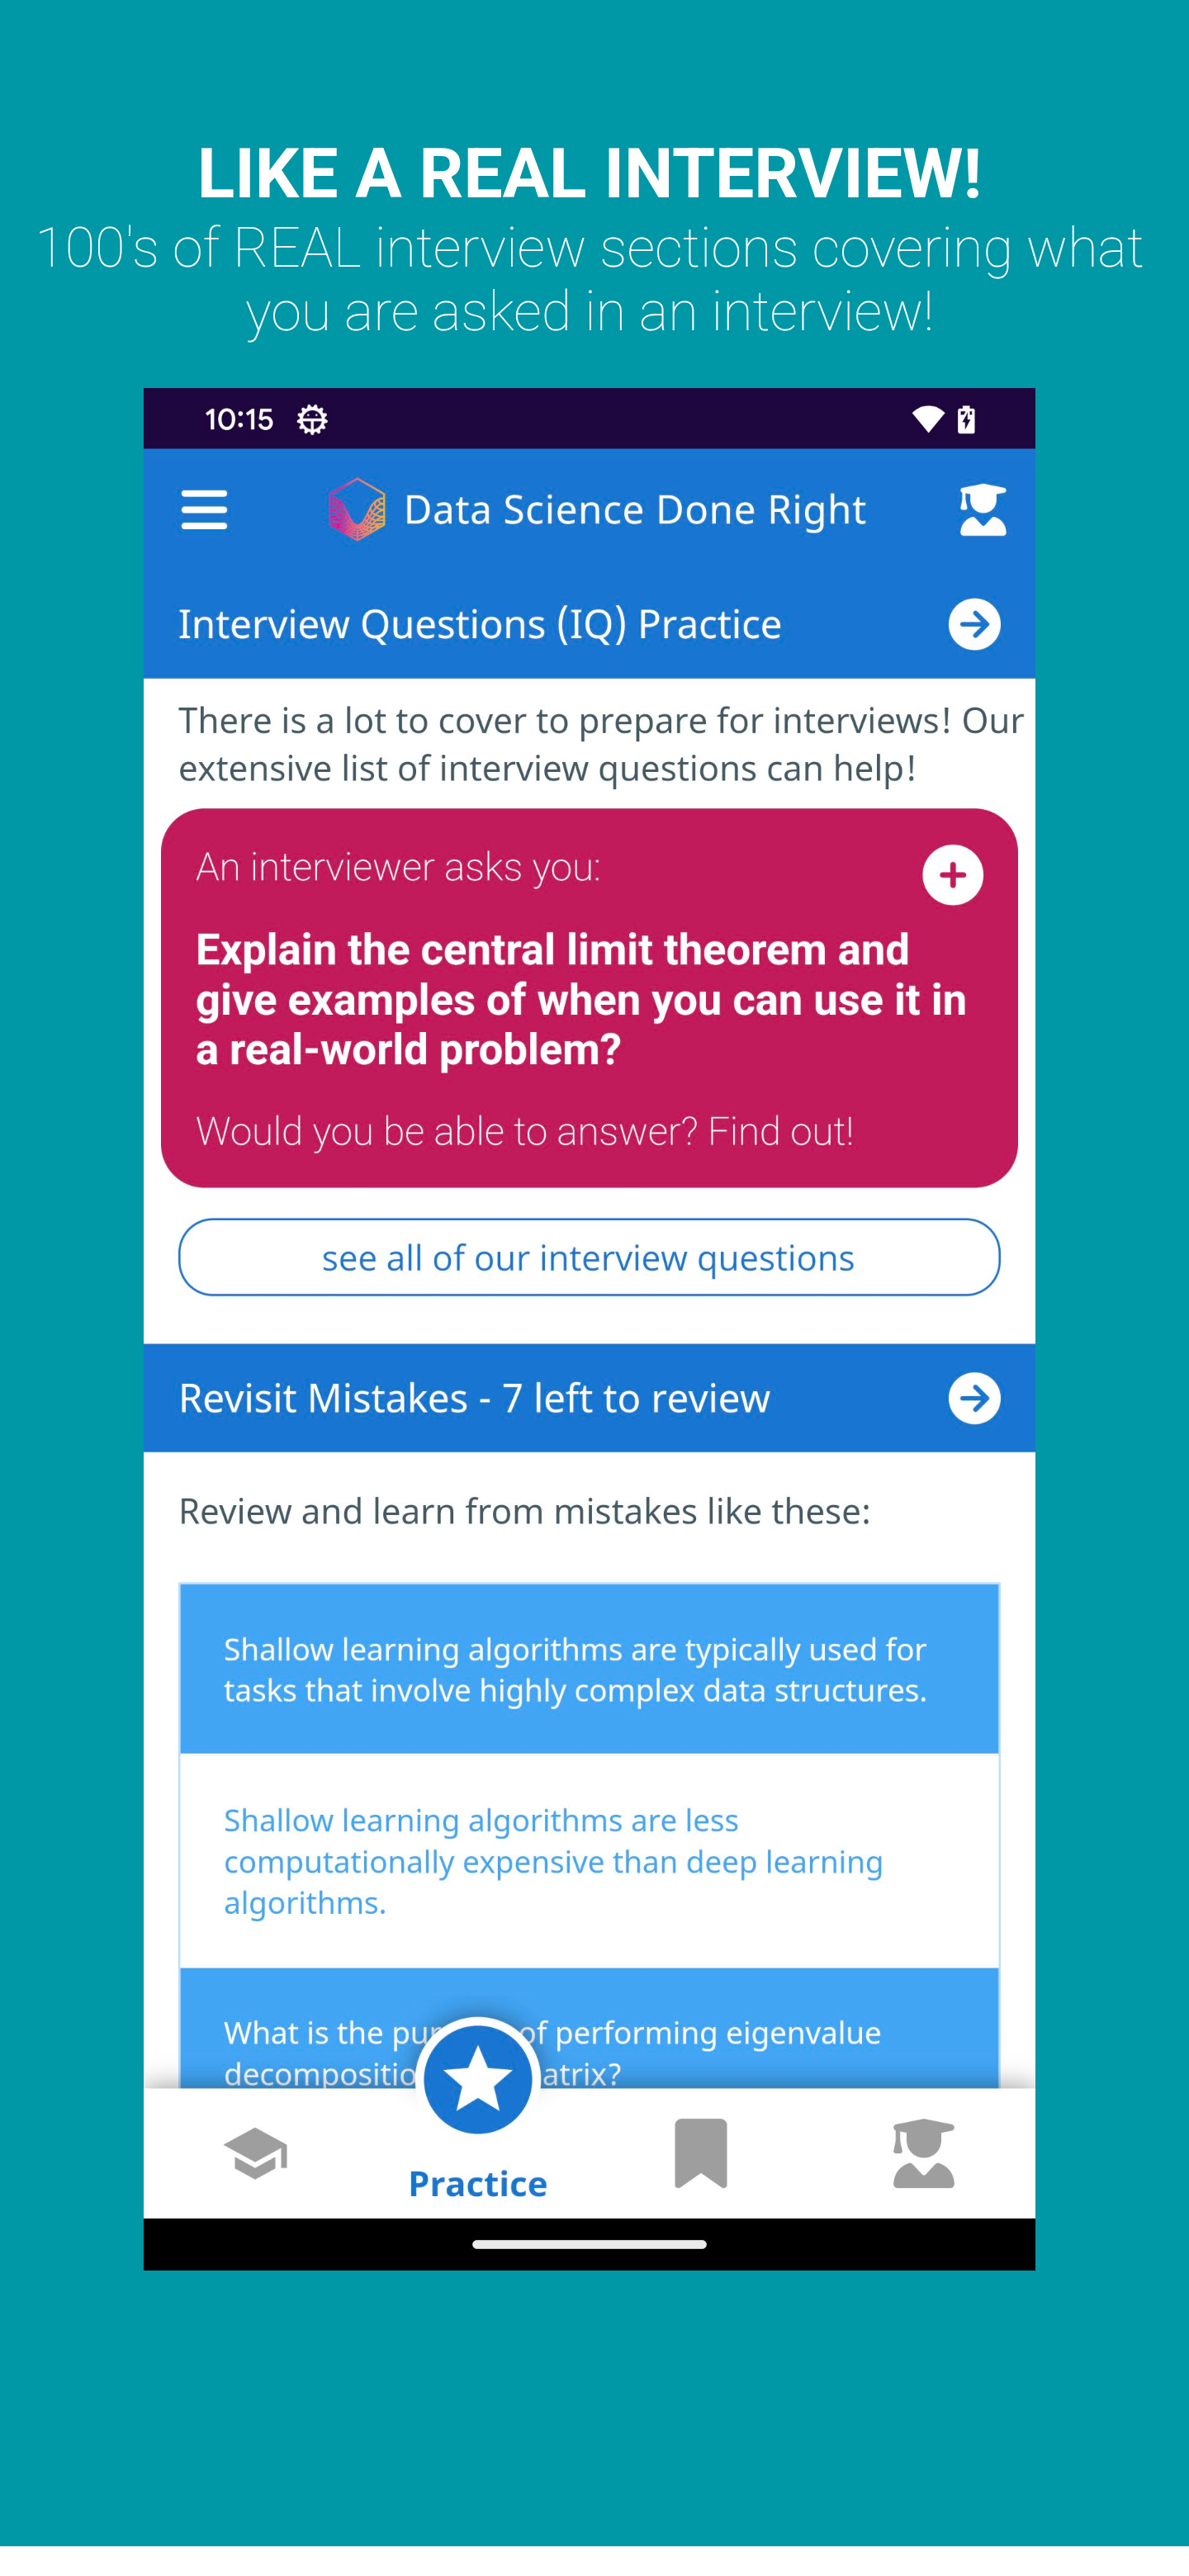 LIKE A REAL INTERVIEW!
100's of REAL interview sections covering what
you are asked in an interview!
10:15
Data Science Done Right
Interview Questions (IQ) Practice
There is a lot to cover to prepare for interviews! Our
extensive list of interview questions can help!
An interviewer asks you:
Explain the central limit theorem and
give examples of when you can use it in
a real-world problem?
Would you be able to answer? Find out!
see all of our interview questions
Revisit Mistakes - 7 left to review
Review and learn from mistakes like these:
Shallow learning algorithms are typically used for
tasks that involve highly complex data structures.
Shallow learning algorithms are less
computationally expensive than deep learning
algorithms.
What is the of performing eigenvalue
Practice